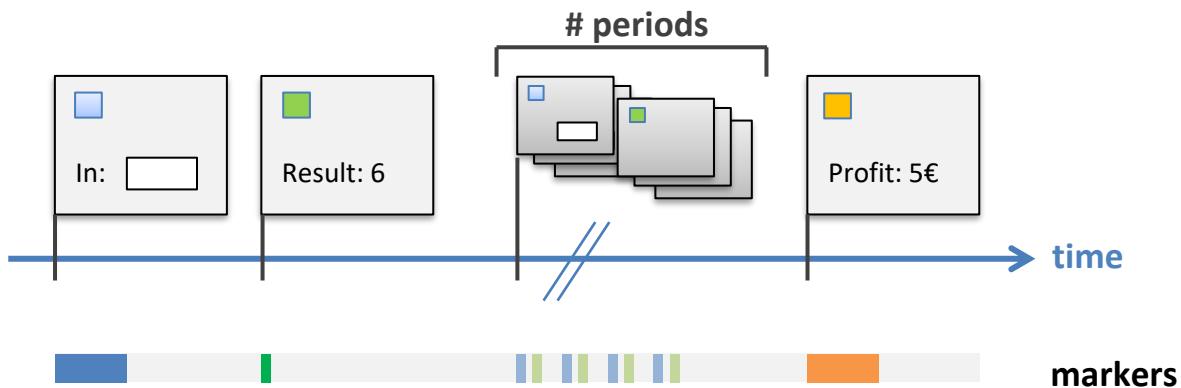 # periods
In:
Result: 6
Profit: 5€
time
markers